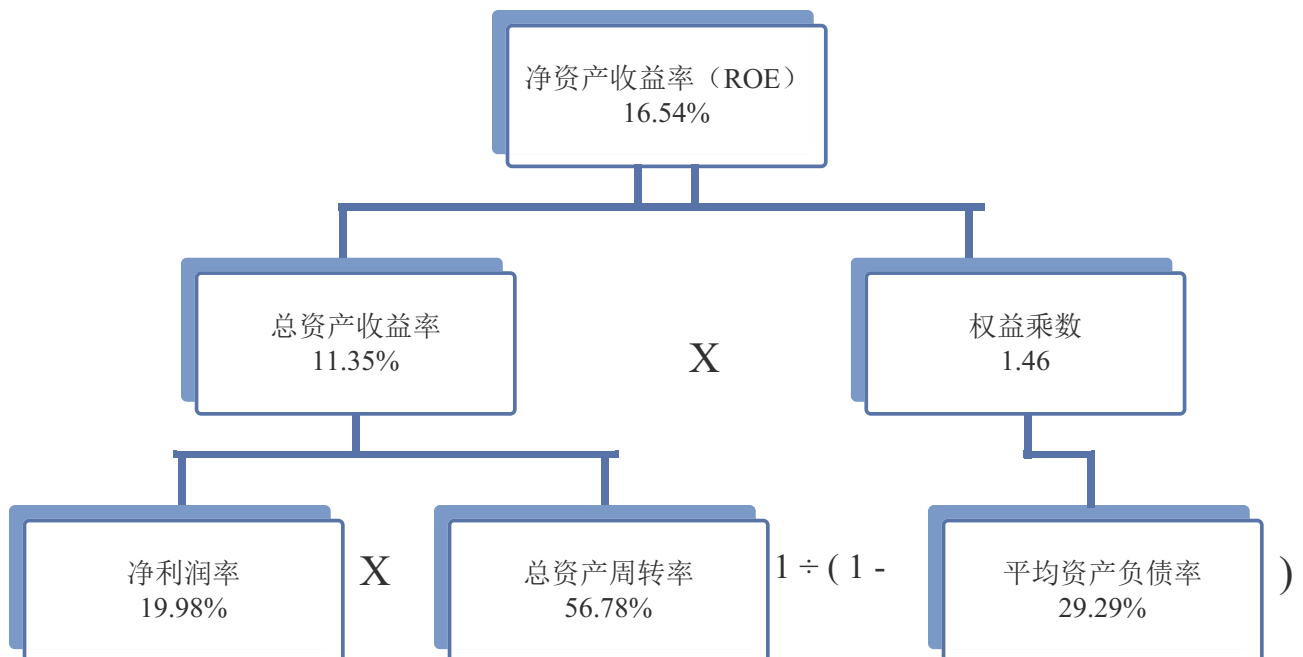 净资产收益率（ROE）
16.54%
总资产收益率
11.35%
X
权益乘数
1.46
净利润率
19.98%
X
总资产周转率
56.78%
1 ÷ ( 1 -
平均资产负债率
29.29%
)